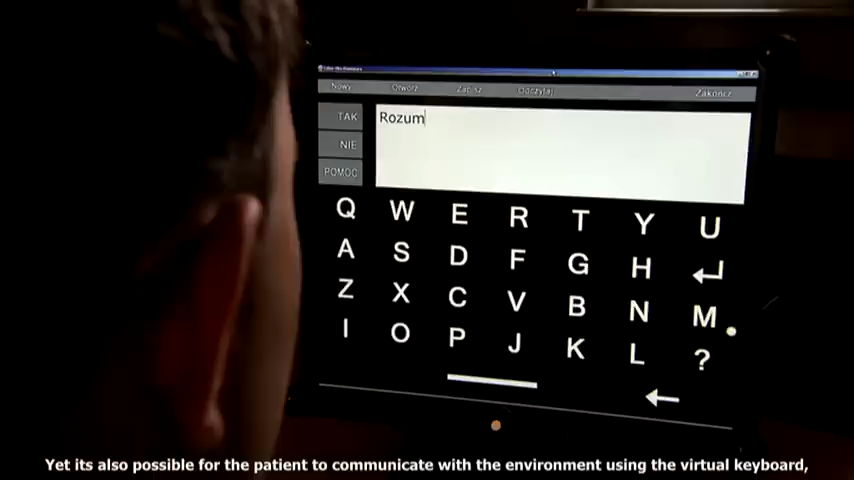 Nowy Otwórz Zapisz Odczytaj Zakończ
TAK
Rozum
NIE
POMOC
Q W E R T Y U
A S D F G H
Z X C V B N M
I O P J K L ?
Yet its also possible for the patient to communicate with the environment using the virtual keyboard,